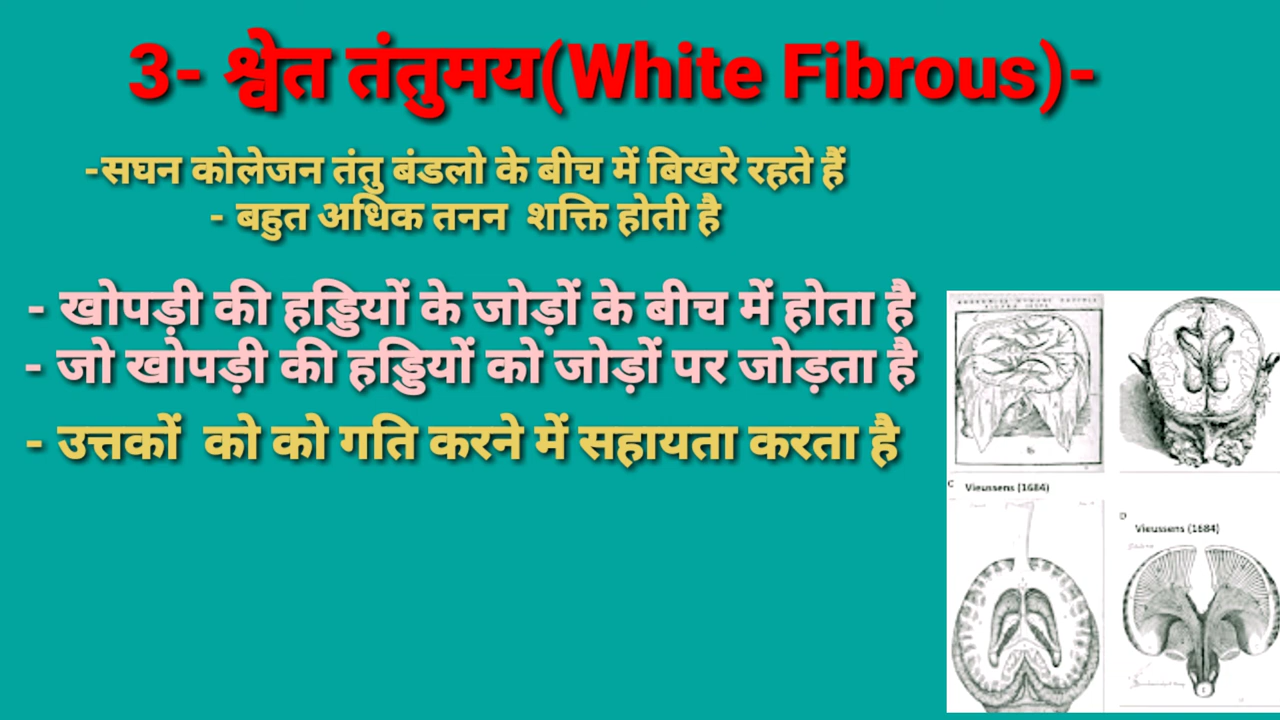 3- श्वेत तंतुमय(White Fibrous)-
-सघन कोलेजन तंतु बंडलो के बीच में बिखरे रहते हैं
- बहुत अधिक तनन शक्ति होती है
- खोपड़ी की हड्डियों के जोड़ों के बीच में होता है
- जो खोपड़ी की हड्डियों को जोड़ों पर जोड़ता है
- उत्तकों को को गति करने में सहायता करता है
C Vieussens (1684)
D
Vieussens (1684)